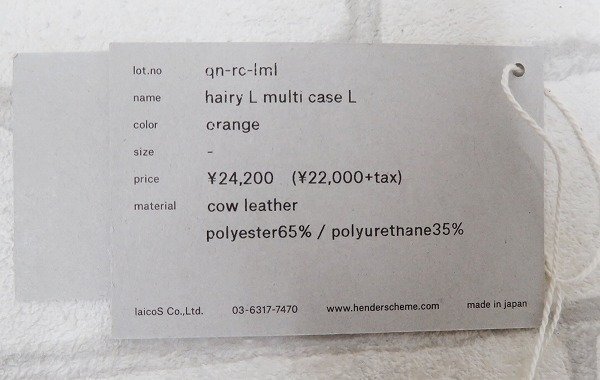 lot.no qn-rc-lml
name hairy L multi case L
color orange
size -
price ¥24,200 (¥22,000+tax)
material cow leather
polyester65% / polyurethane35%
laicoS Co.,Ltd. 03-6317-7470 www.henderscheme.com made in japan